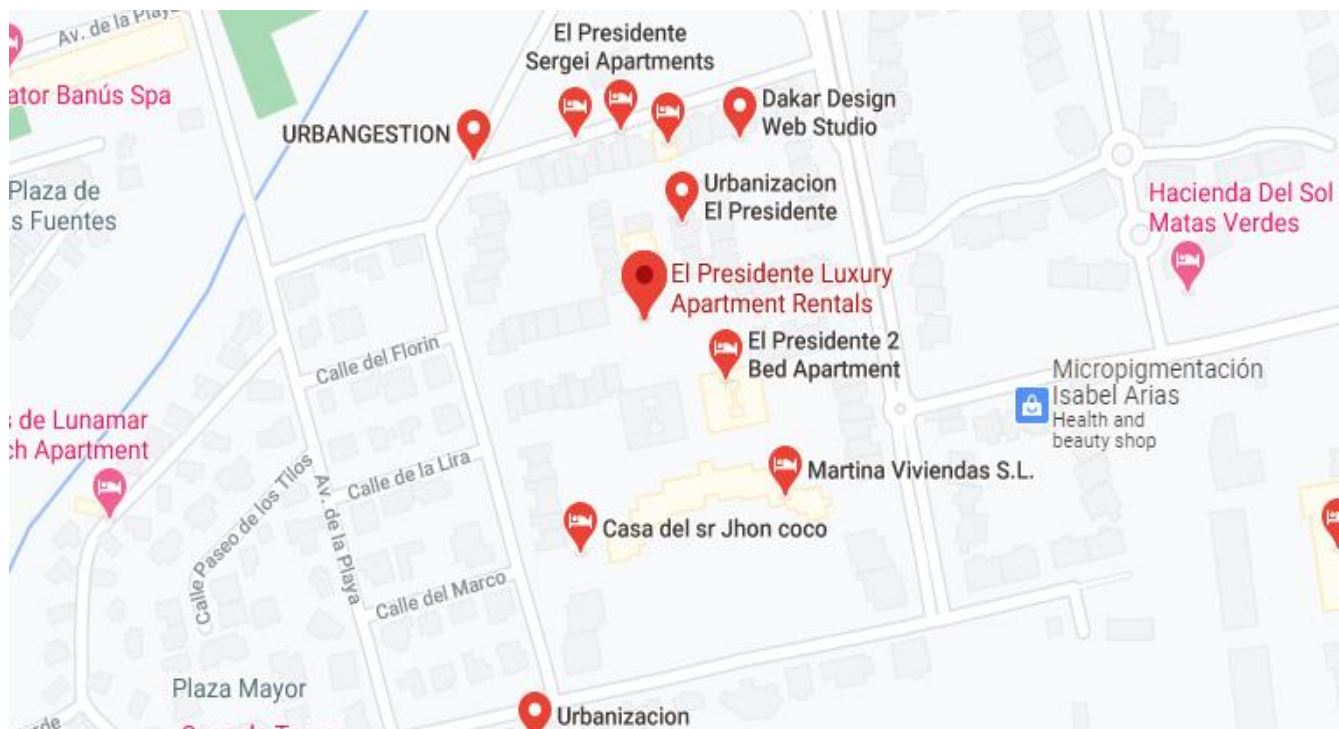 Av. de la Playa
El Presidente
Sergei Apartments
ator Banús Spa
URBANGESTION
Dakar Design
Web Studio
Plaza de
s Fuentes
Urbanizacion
El Presidente
Hacienda Del Sol
Matas Verdes
El Presidente Luxury
Apartment Rentals
El Presidente 2
Bed Apartment
Calle del Florin
Micropigmentación
Isabel Arias
Health and
beauty shop
s de Lunamar
ch Apartment
Calle de la Lira
Martina Viviendas S.L.
Calle Paseo de los Tilos
Av. de la Playa
Casa del sr Jhon coco
Calle del Marco
Plaza Mayor
Urbanizacion